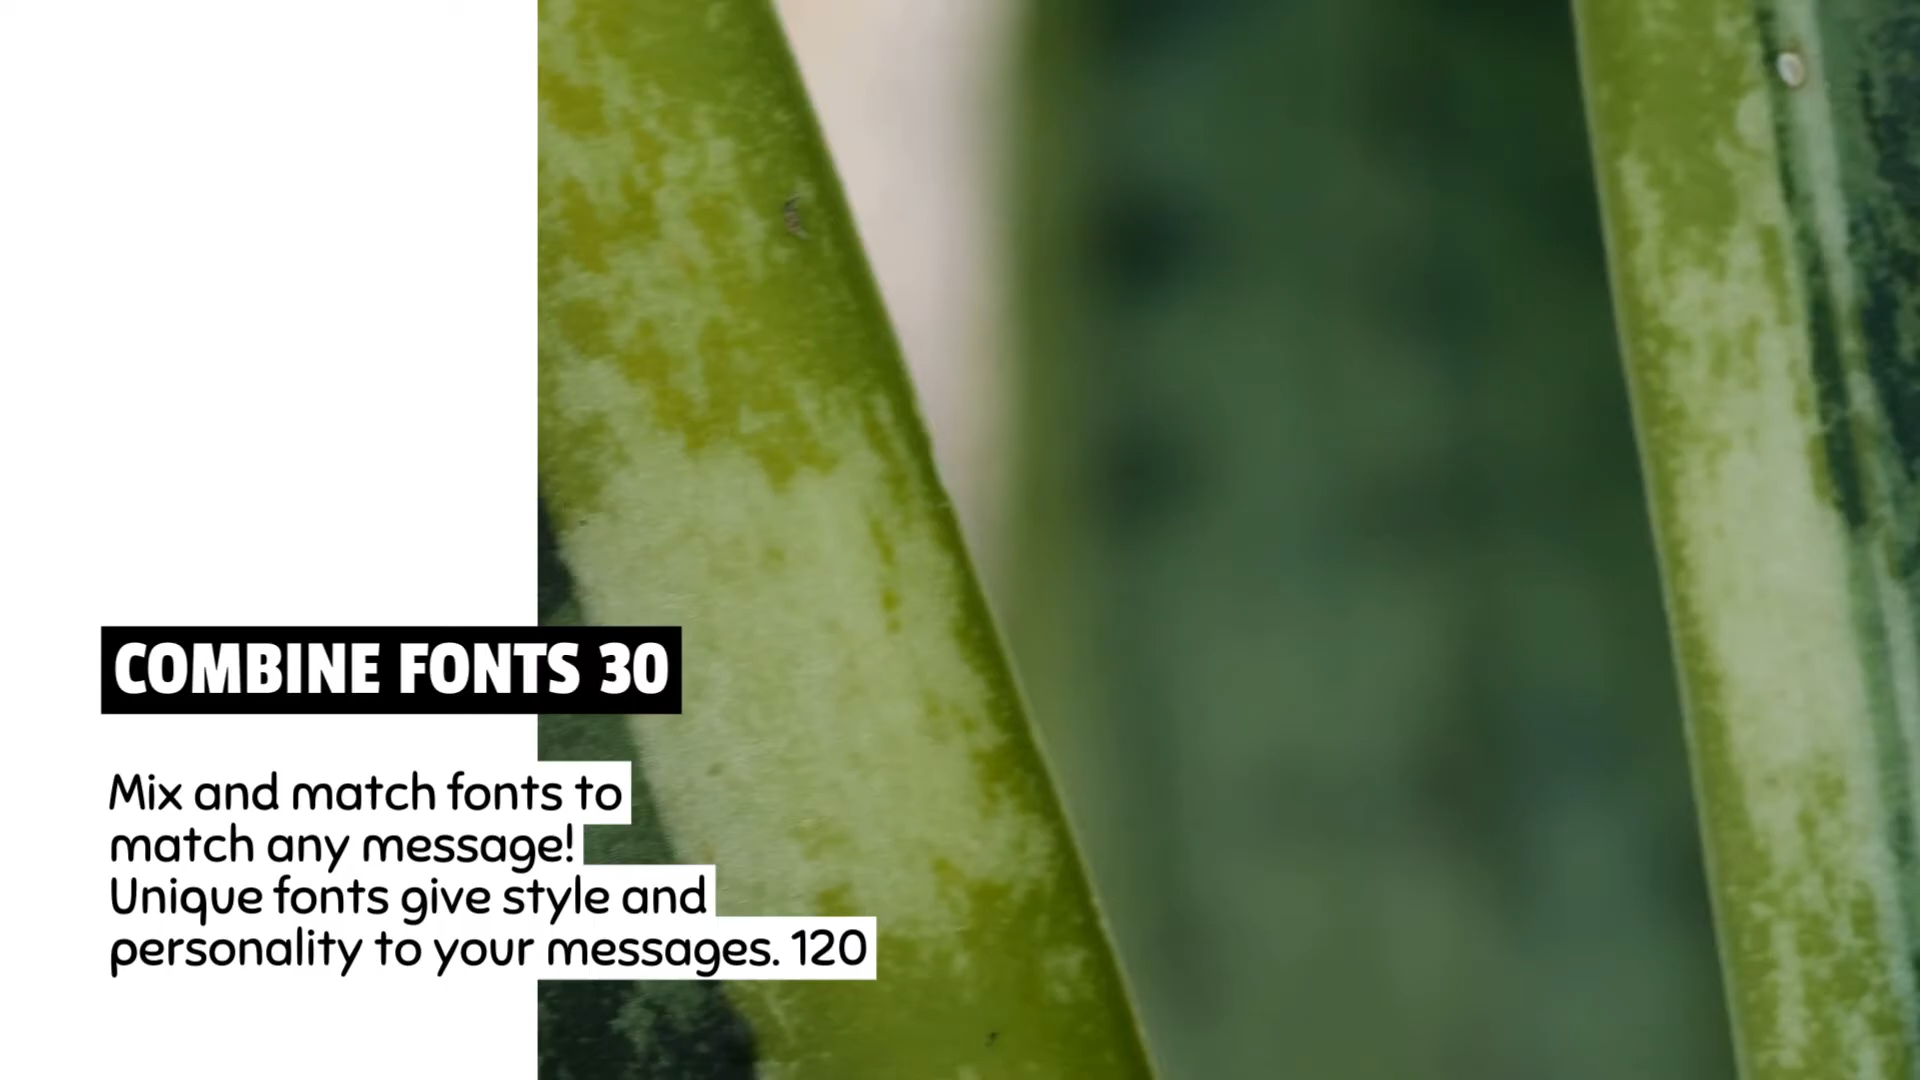 COMBINE FONTS 30
Mix and match fonts to
match any message!
Unique fonts give style and
personality to your messages. 120